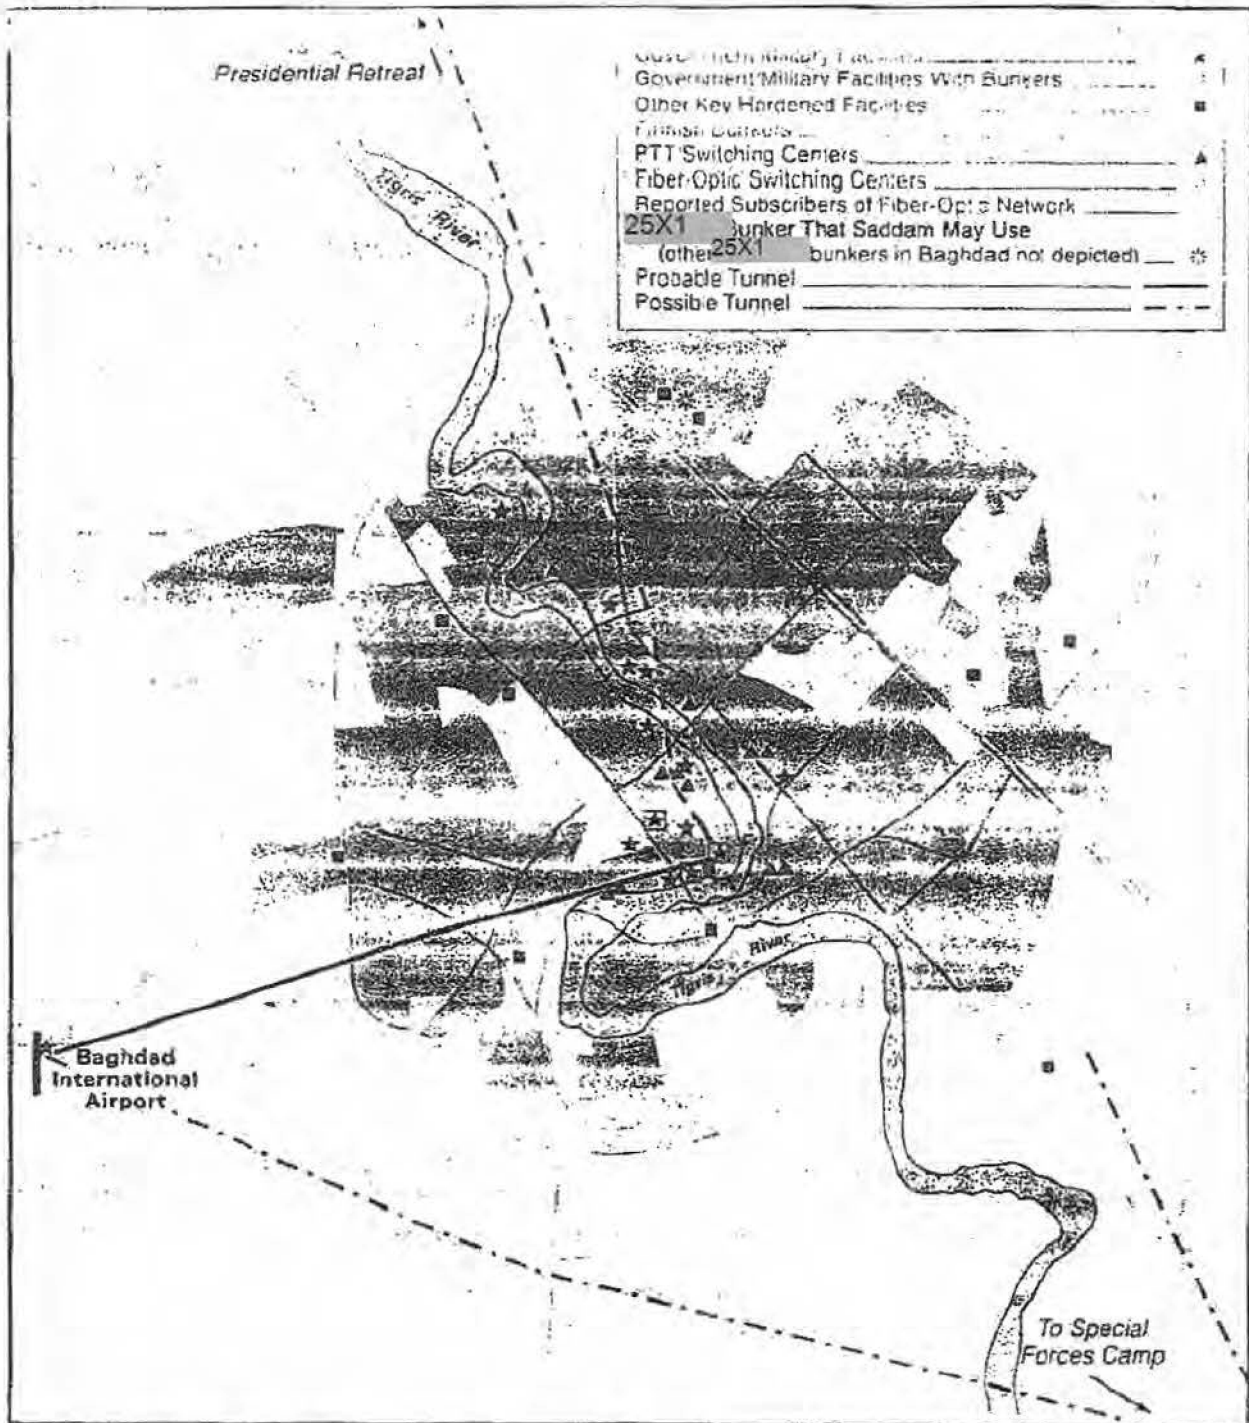 Presidential Retreat
Government/Military Facilities With Bunkers
Other Key Hardened Facilities
PTT Switching Centers
Fiber-Optic Switching Centers
Reported Subscribers of Fiber-Optic Network
25X1 Bunker That Saddam May Use
(other 25X1 bunkers in Baghdad not depicted)
Probable Tunnel
Possible Tunnel
Tigris River
Tigris River
Baghdad
International
Airport
To Special
Forces Camp